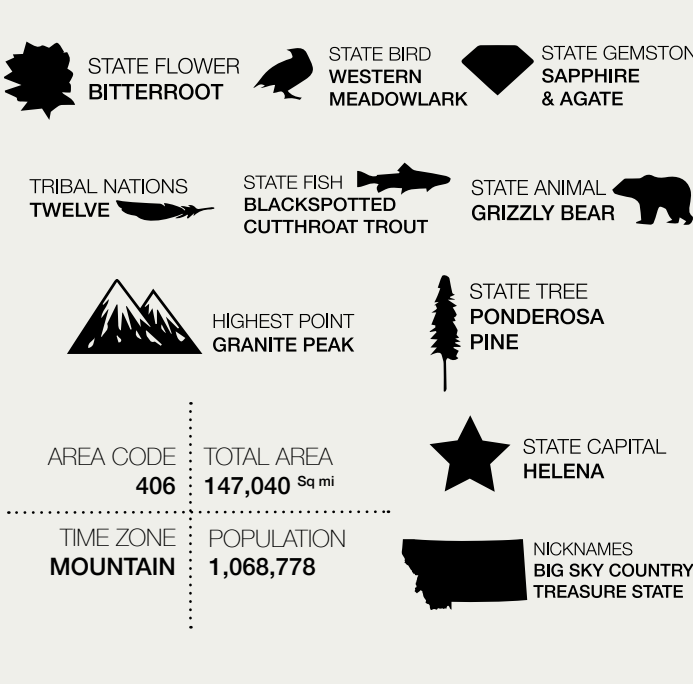 STATE FLOWER
BITTERROOT
STATE BIRD
WESTERN
MEADOWLARK
STATE GEMSTON
SAPPHIRE
& AGATE
TRIBAL NATIONS
TWELVE
STATE FISH
BLACKSPOTTED
CUTTHROAT TROUT
STATE ANIMAL
GRIZZLY BEAR
HIGHEST POINT
GRANITE PEAK
STATE TREE
PONDEROSA
PINE
AREA CODE
406
TOTAL AREA
147,040 Sq mi
STATE CAPITAL
HELENA
TIME ZONE
MOUNTAIN
POPULATION
1,068,778
NICKNAMES
BIG SKY COUNTRY
TREASURE STATE